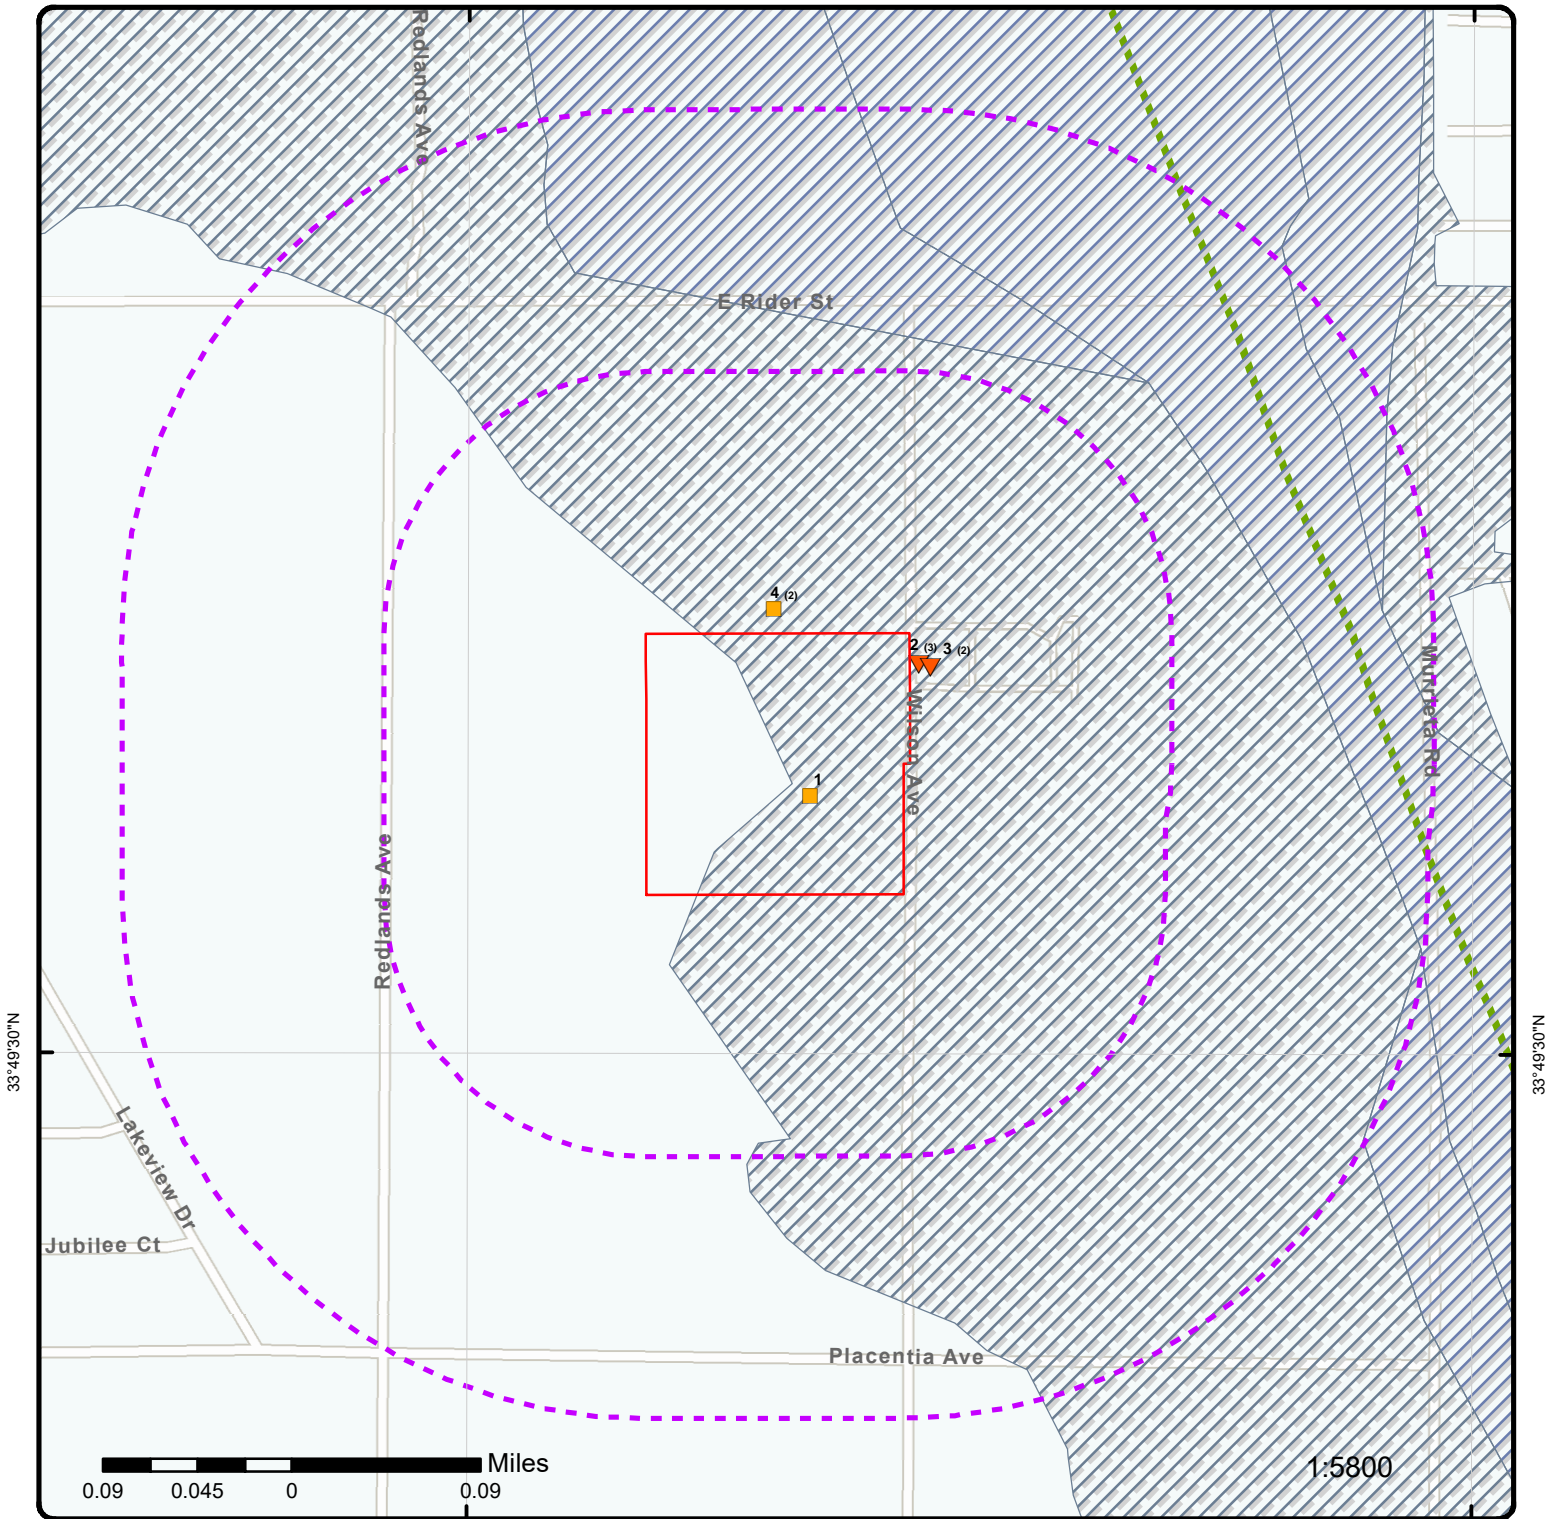 Redlands Ave
E Rider St
4 (2)
2 (3)
3 (2)
Murrieta Rd
Wilson Ave
1
Redlands Ave
33°49'30"N
33°49'30"N
Lakeview Dr
Jubilee Ct
Placentia Ave
Miles
1:5800
0.09 0.045 0 0.09